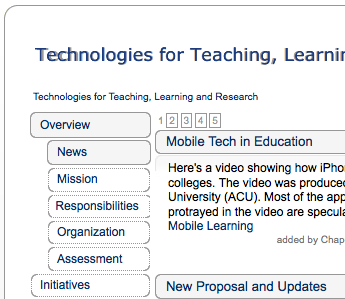 Technologies for Teaching, Learnin
Technologies for Teaching, Learning and Research
Overview
News
Mission
Responsibilities
Organization
Assessment
Initiatives
1 2 3 4 5
Mobile Tech in Education
Here's a video showing how iPhon
colleges. The video was produced
University (ACU). Most of the app
protrayed in the video are specula
Mobile Learning
added by Chap
New Proposal and Updates